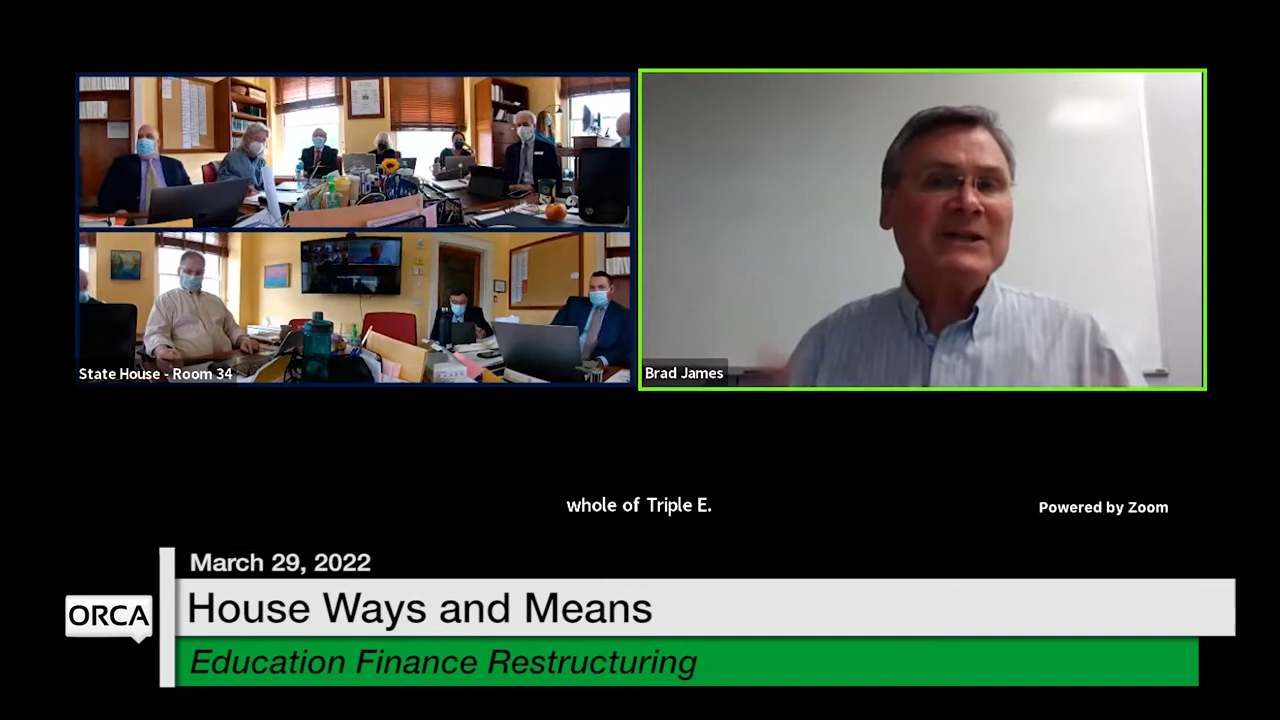 State House - Room 34
Brad James
whole of Triple E.
Powered by Zoom
March 29, 2022
ORCA
House Ways and Means
Education Finance Restructuring